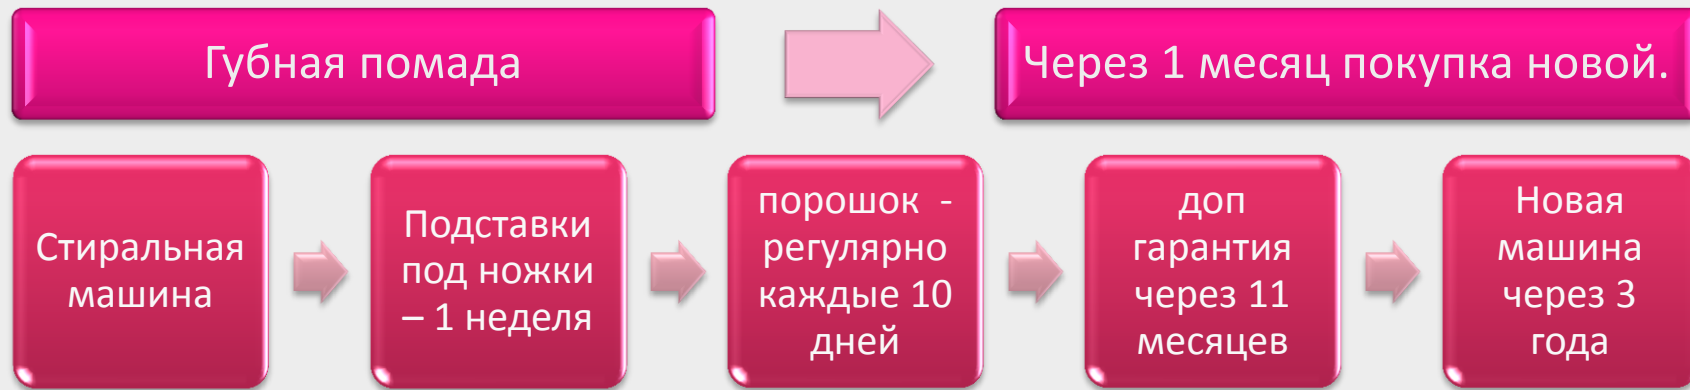 Губная помада
Через 1 месяц покупка новой.
Стиральная
машина
Подставки
под ножки
– 1 неделя
порошок -
регулярно
каждые 10
дней
доп
гарантия
через 11
месяцев
Новая
машина
через 3
года